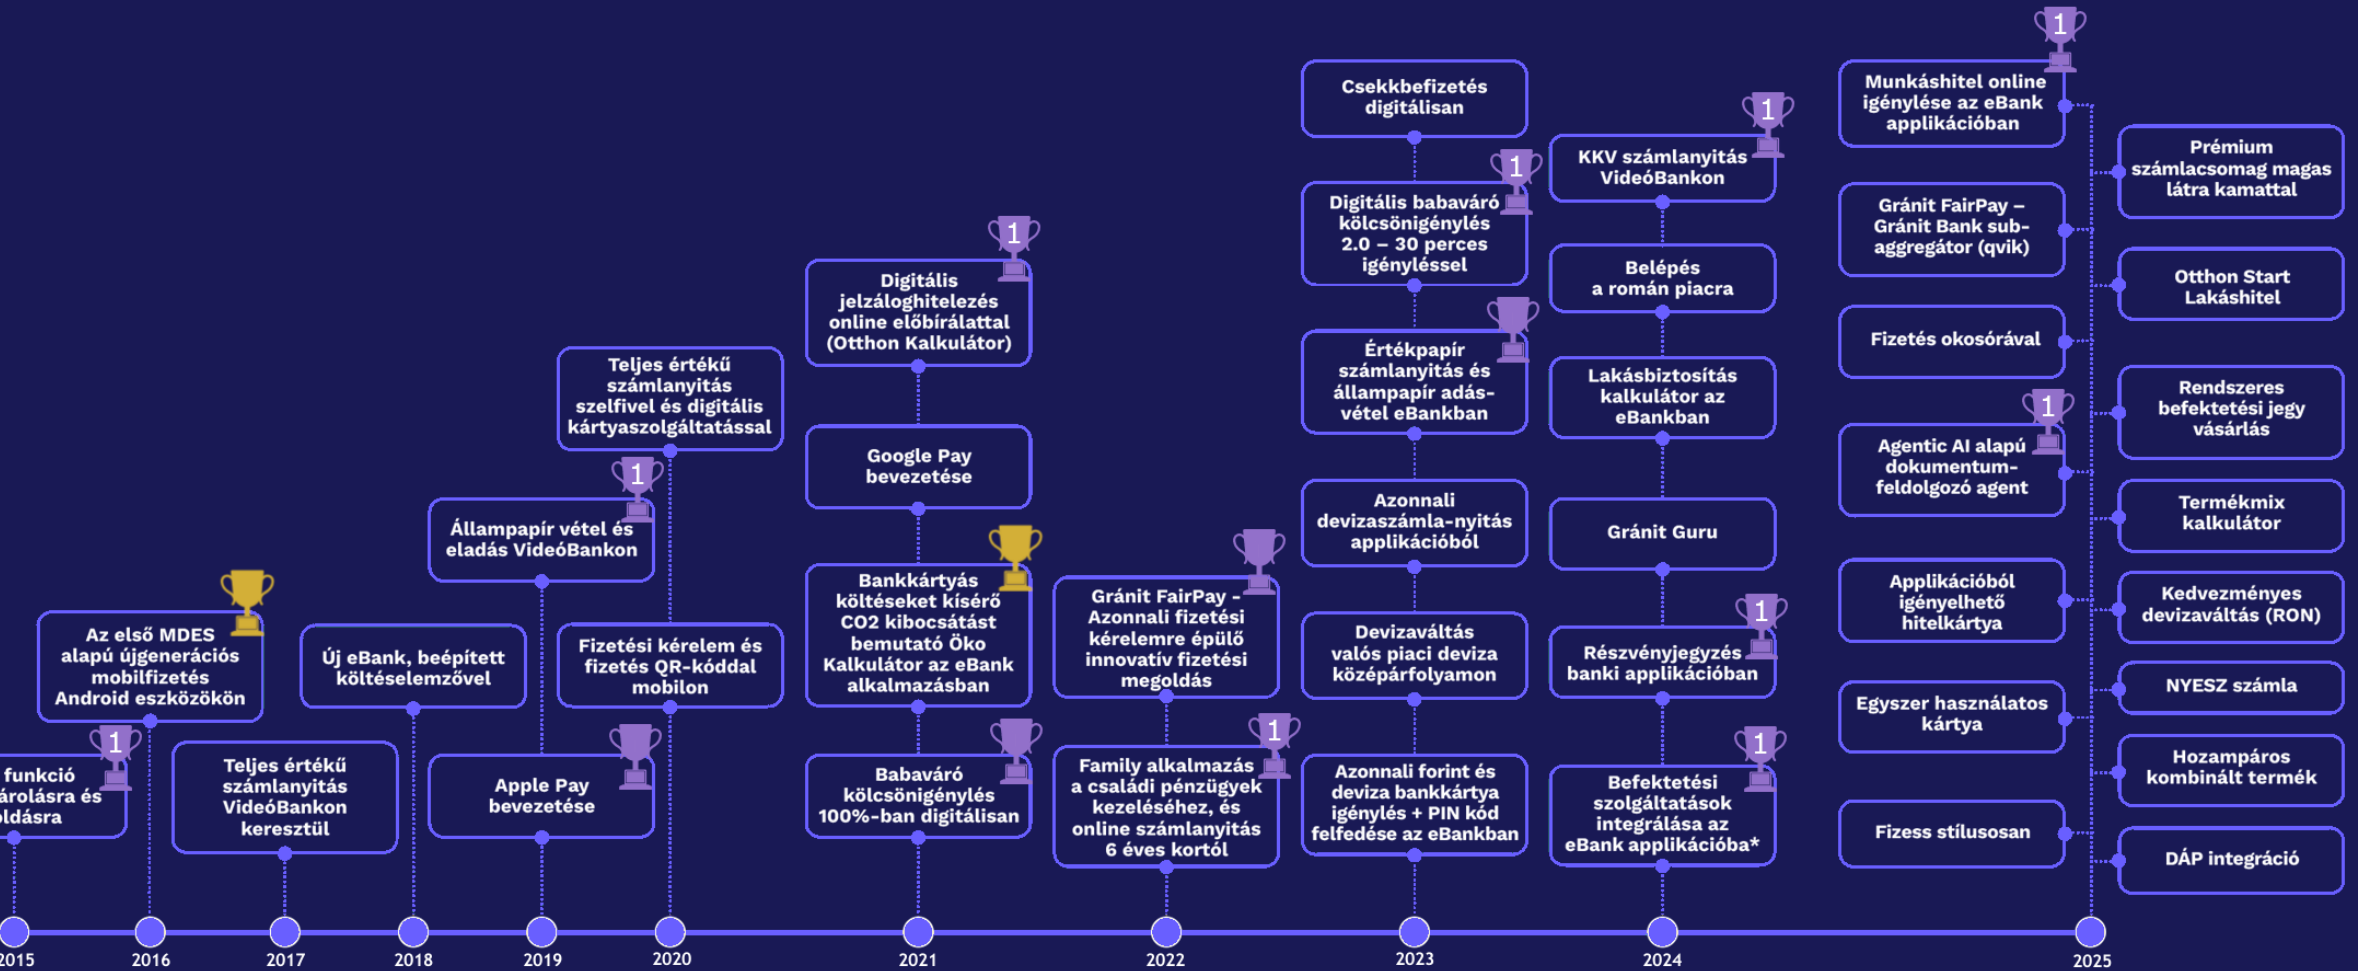 funkció
1
Az első MDES
alapú újgenerációs
mobilfizetés
Android eszközökön
Teljes értékű
számlanyitás
VideóBankon
keresztül
Új eBank, beépített
költéselemzővel
1
Állampapír vétel és
eladás VideóBankon
Apple Pay
bevezetése
Teljes értékű
számlanyitás
szelfivel és digitális
kártyaszolgáltatással
Fizetési kérelem és
fizetés QR-kóddal
mobilon
1
Digitális
jelzáloghitelezés
online előbírálattal
(Otthon Kalkulátor)
Google Pay
bevezetése
Bankkártyás
költéseket kísérő
CO2 kibocsátást
bemutató Öko
Kalkulátor az eBank
alkalmazásban
Babaváró
kölcsönigénylés
100%-ban digitálisan
Gránit FairPay -
Azonnali fizetési
kérelemre épülő
innovatív fizetési
megoldás
1
Family alkalmazás
a családi pénzügyek
kezeléséhez, és
online számlanyitás
6 éves kortól
Csekkbefizetés
digitálisan
1
Digitális babaváró
kölcsönigénylés
2.0 – 30 perces
igényléssel
Értékpapír
számlanyitás és
állampapír adás-
vétel eBankban
Azonnali
devizaszámla-nyitás
applikációból
Devizaváltás
valós piaci deviza
középárfolyamon
Azonnali forint és
deviza bankkártya
igénylés + PIN kód
felfedése az eBankban
1
KKV számlanyitás
VideóBankon
Belépés
a román piacra
Lakásbiztosítás
kalkulátor az
eBankban
Gránit Guru
1
Részvényjegyzés
banki applikációban
1
Befektetési
szolgáltatások
integrálása az
eBank applikációba*
1
Munkáshitel online
igénylése az eBank
applikációban
Gránit FairPay –
Gránit Bank sub-
aggregátor (qvik)
Fizetés okosórával
1
Agentic AI alapú
dokumentum-
feldolgozó agent
Applikációból
igényelhető
hitelkártya
Egyszer használatos
kártya
Fizess stílusosan
Prémium
számlacsomag magas
látra kamattal
Otthon Start
Lakáshitel
Rendszeres
befektetési jegy
vásárlás
Termékmix
kalkulátor
Kedvezményes
devizaváltás (RON)
NYESZ számla
Hozampáros
kombinált termék
DÁP integráció
2015
2016
2017
2018
2019
2020
2021
2022
2023
2024
2025